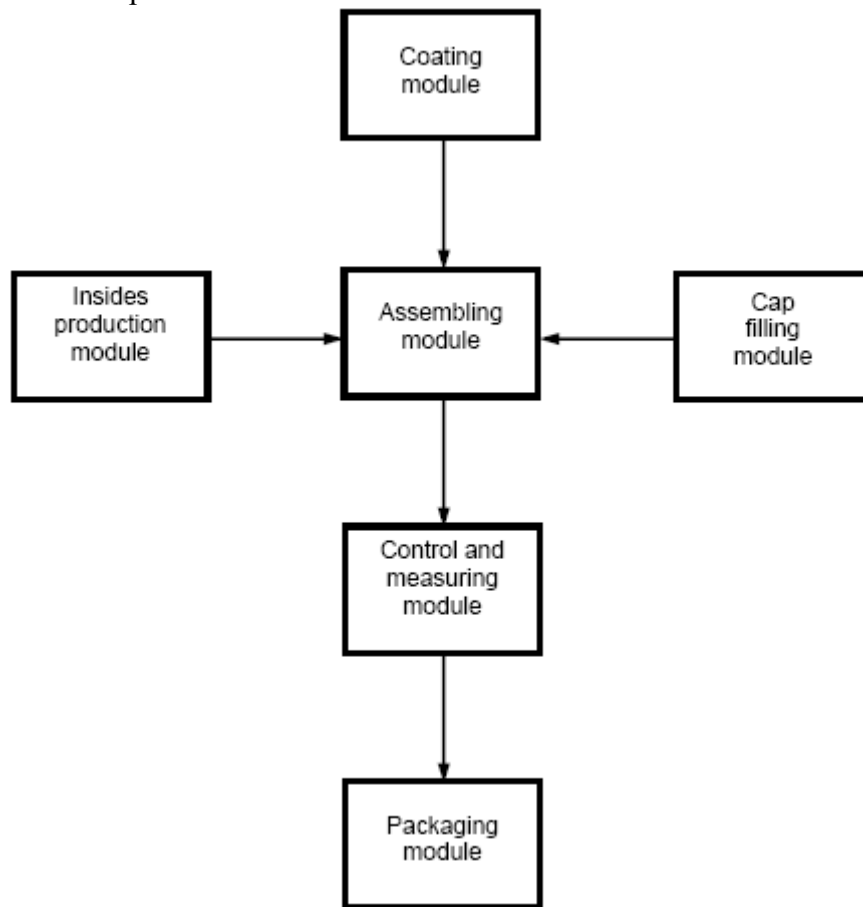 Coating
module
Insides
production
module
Assembling
module
Cap
filling
module
Control and
measuring
module
Packaging
module